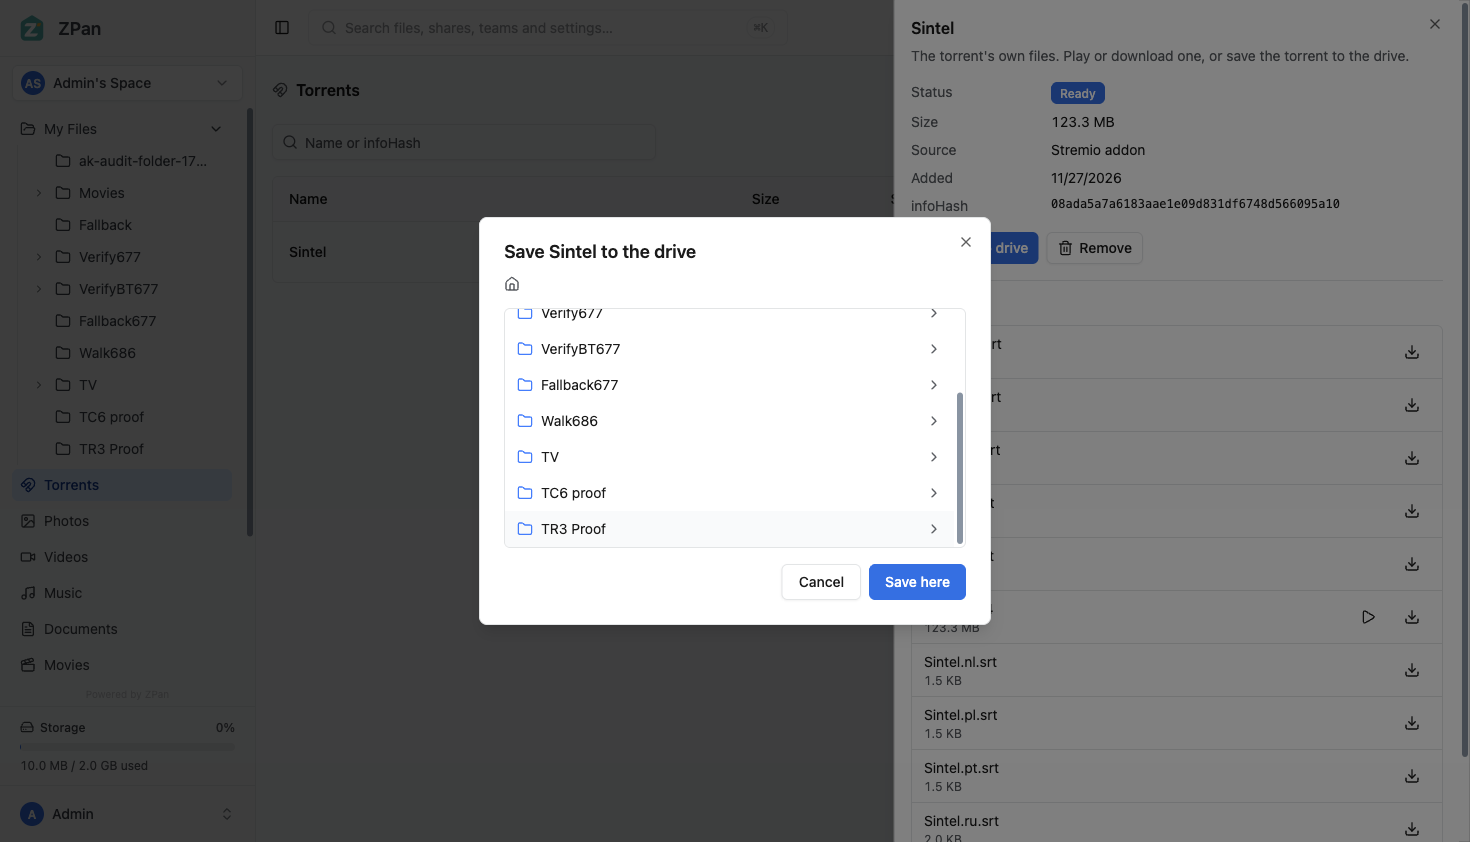 ZPan
AS Admin's Space
My Files
ak-audit-folder-17...
Movies
Fallback
Verify677
VerifyBT677
Fallback677
Walk686
TV
TC6 proof
TR3 Proof
Torrents
Photos
Videos
Music
Documents
Movies
Powered by ZPan
Storage 0%
10.0 MB / 2.0 GB used
A Admin
Search files, shares, teams and settings... ⌘K
Torrents
Name or infoHash
Name Size
Sintel
Sintel
The torrent's own files. Play or download one, or save the torrent to the drive.
Status Ready
Size 123.3 MB
Source Stremio addon
Added 11/27/2026
infoHash 08ada5a7a6183aae1e09d831df6748d566095a10
drive Remove
Save Sintel to the drive
Verify677
VerifyBT677
Fallback677
Walk686
TV
TC6 proof
TR3 Proof
Cancel Save here
123.3 MB
Sintel.nl.srt
1.5 KB
Sintel.pl.srt
1.5 KB
Sintel.pt.srt
1.5 KB
Sintel.ru.srt
2.0 KB